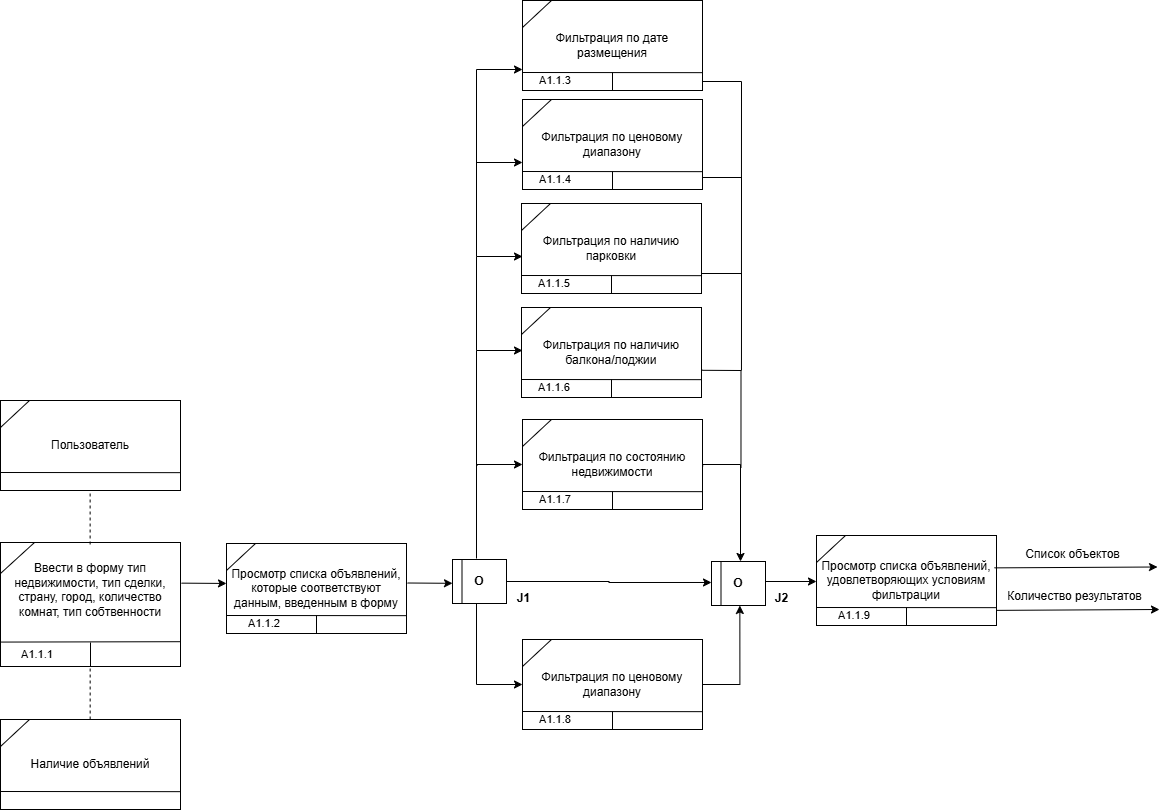 Фильтрация по дате
размещения
A1.1.3
Фильтрация по ценовому
диапазону
A1.1.4
Фильтрация по наличию
парковки
A1.1.5
Фильтрация по наличию
балкона/лоджии
A1.1.6
Фильтрация по состоянию
недвижимости
A1.1.7
Пользователь
Ввести в форму тип
недвижимости, тип сделки,
страну, город, количество
комнат, тип собтвенности
A1.1.1
Наличие объявлений
Просмотр списка объявлений,
которые соответствуют
данным, введенным в форму
A1.1.2
O
J1
O
J2
Фильтрация по ценовому
диапазону
A1.1.8
Просмотр списка объявлений,
удовлетворяющих условиям
фильтрации
A1.1.9
Список объектов
Количество результатов